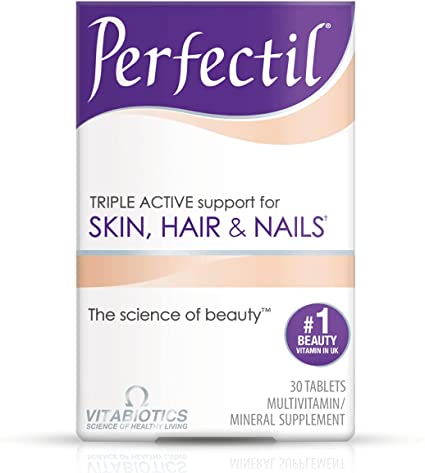 Perfectil®
TRIPLE ACTIVE support for
SKIN, HAIR & NAILS†
The science of beauty™
#1
BEAUTY
VITAMIN IN UK
30 TABLETS
MULTIVITAMIN/
MINERAL SUPPLEMENT
VITABIOTICS
SCIENCE OF HEALTHY LIVING